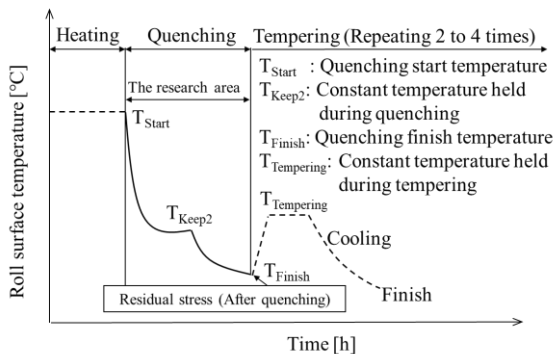 Heating
Quenching
Tempering (Repeating 2 to 4 times)
The research area
T_Start : Quenching start temperature
T_Keep2: Constant temperature held
during quenching
T_Finish: Quenching finish temperature
T_Tempering: Constant temperature held
during tempering
T_Start
T_Keep2
T_Tempering
Cooling
T_Finish
Finish
Residual stress (After quenching)
Roll surface temperature [℃]
Time [h]